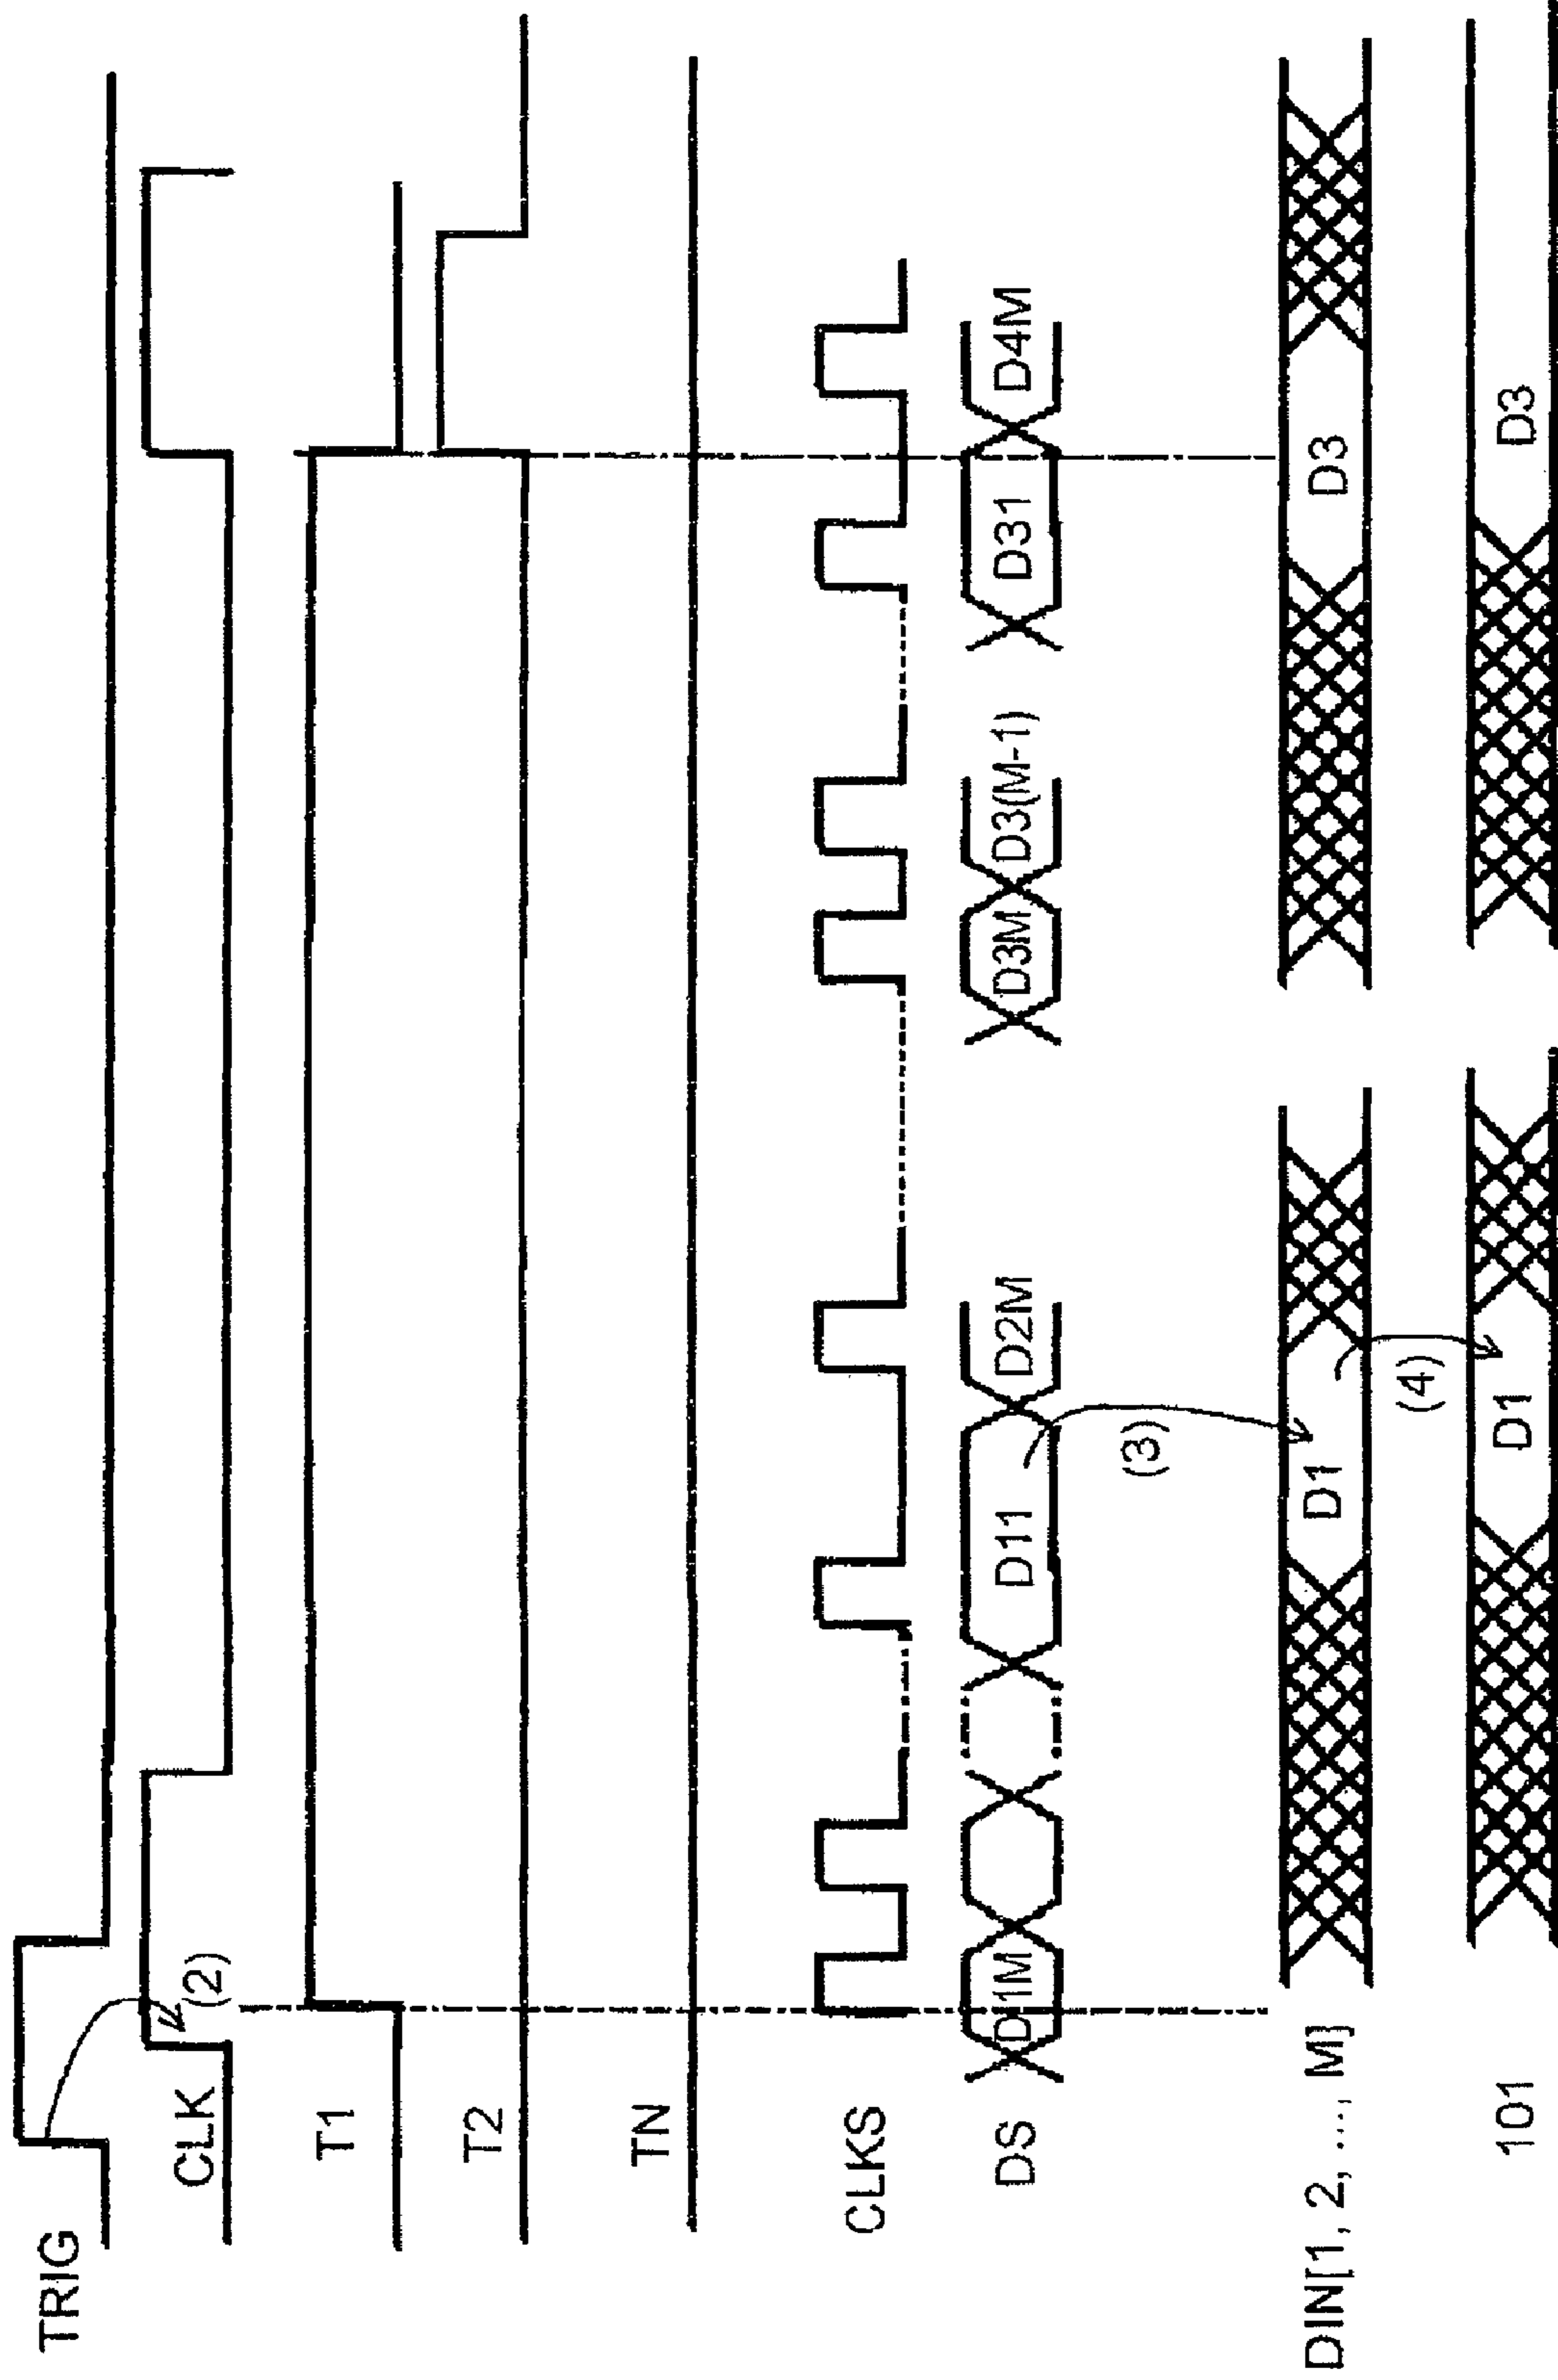 TRIG
CLK
(2)
T1
T2
TN
CLKS
DS
D1M
D11
D2M
D3M
D3(M-1)
D31
D4M
(3)
DIN[1, 2, ..., M]
D1
D3
(4)
101
D1
D3